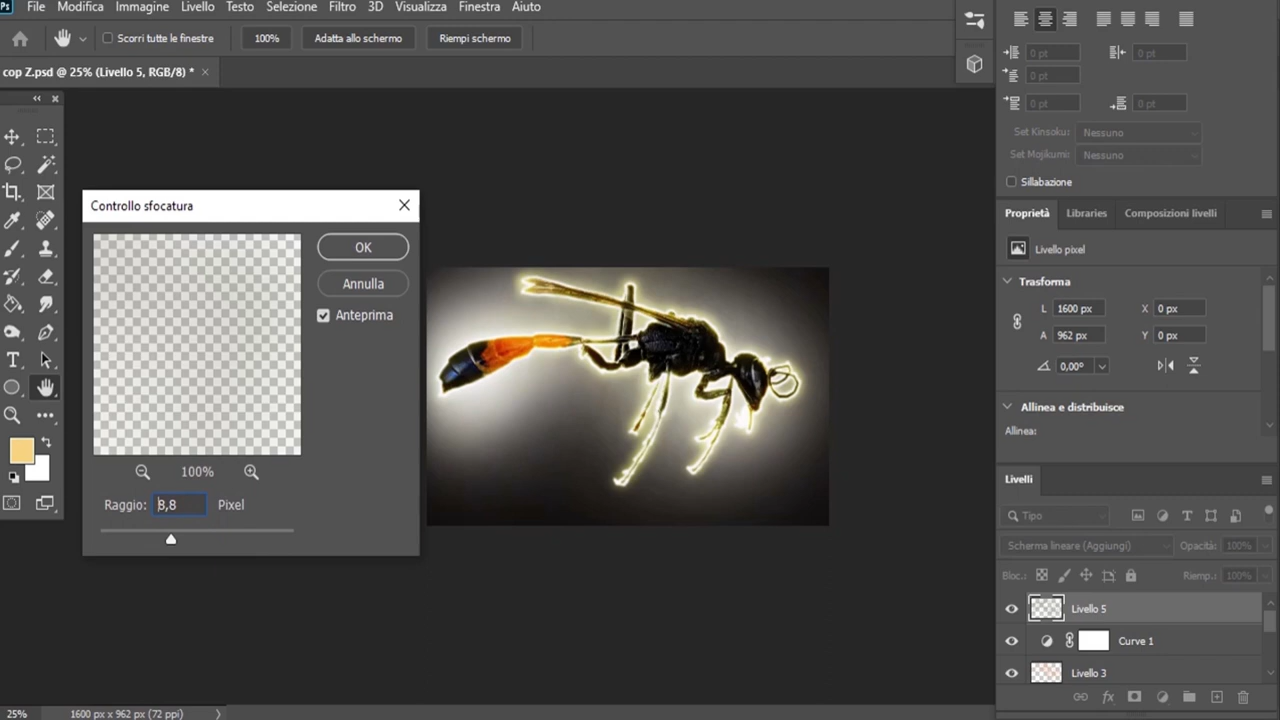 Ps File Modifica Immagine Livello Testo Selezione Filtro 3D Visualizza Finestra Aiuto
Scorri tutte le finestre 100% Adatta allo schermo Riempi schermo
cop Z.psd @ 25% (Livello 5, RGB/8) *
Controllo sfocatura
OK
Annulla
Anteprima
100%
Raggio: 8,8 Pixel
0 pt 0 pt
0 pt
0 pt 0 pt
Set Kinsoku: Nessuno
Set Mojikumi: Nessuno
Sillabazione
Proprietà Libraries Composizioni livelli
Livello pixel
Trasforma
L 1600 px X 0 px
A 962 px Y 0 px
0,00°
Allinea e distribuisce
Allinea:
Livelli
Tipo
Scherma lineare (Aggiungi) Opacità: 100%
Bloc.: Riemp.: 100%
Livello 5
Curve 1
Livello 3
fx
25% 1600 px x 962 px (72 ppi)